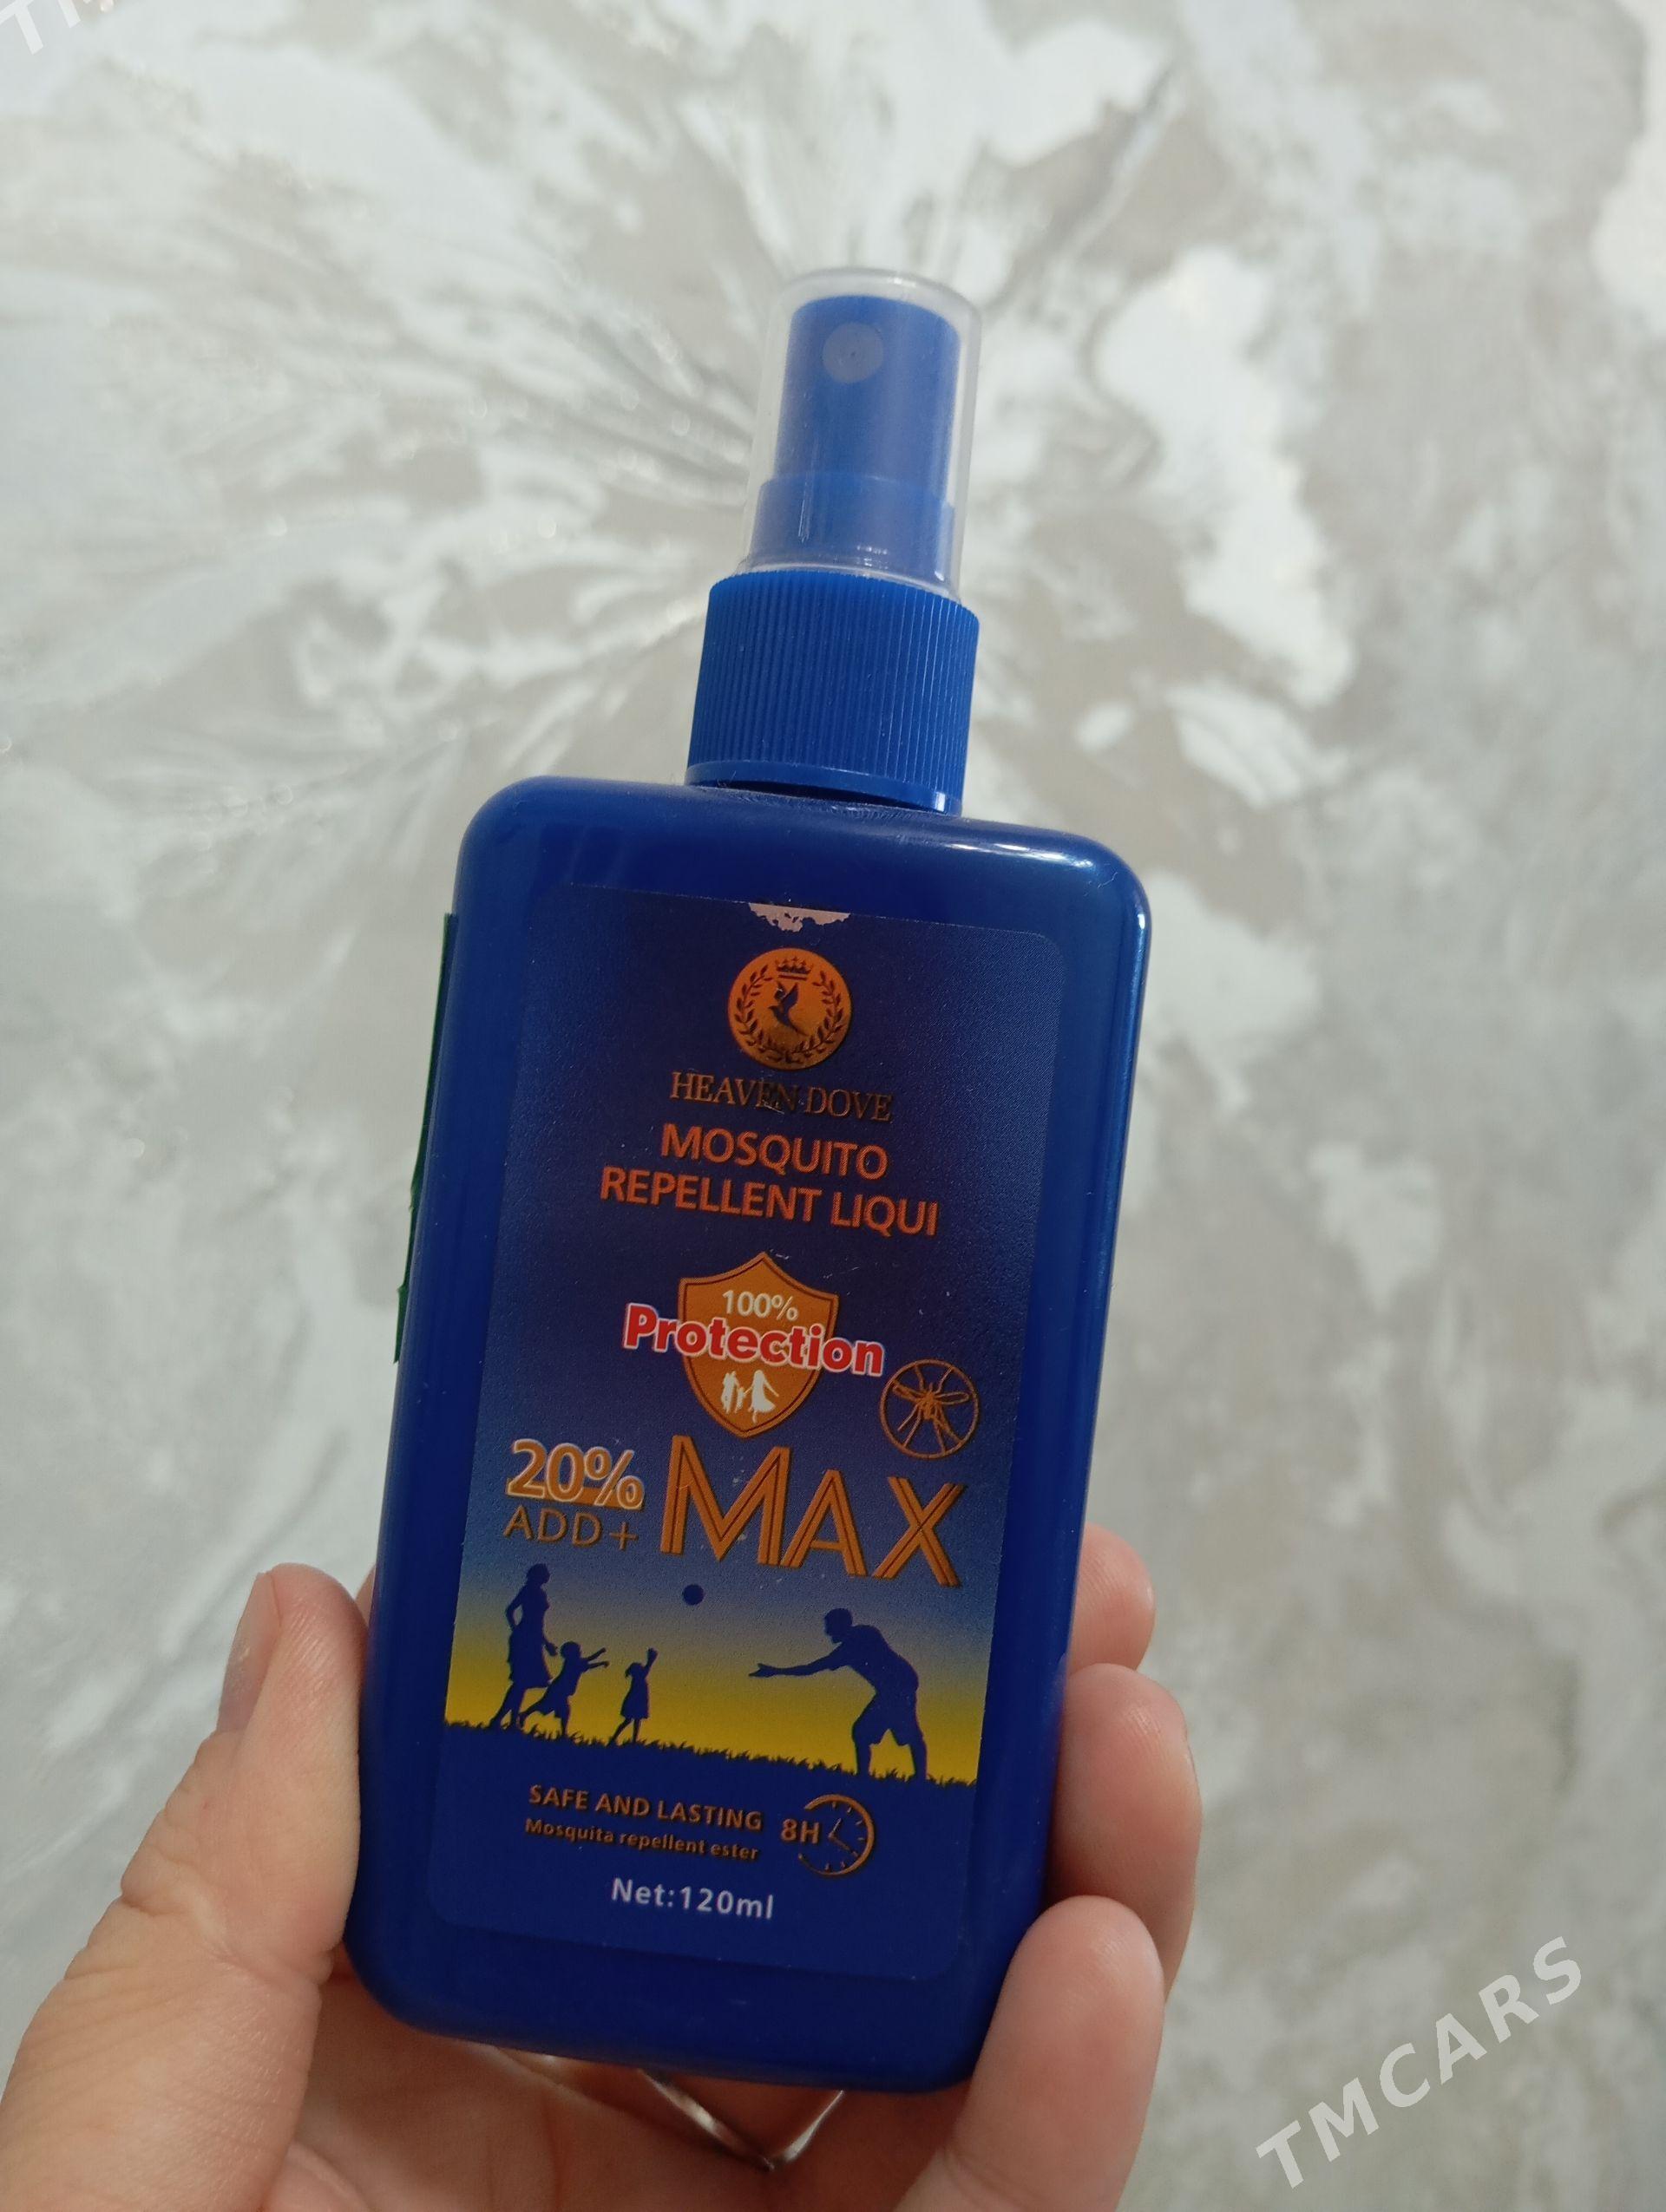 HEAVEN DOVE
MOSQUITO
REPELLENT LIQUI
100%
Protection
20%
ADD+
MAX
SAFE AND LASTING
Mosquita repellent ester
8H
Net:120ml
TMCARS